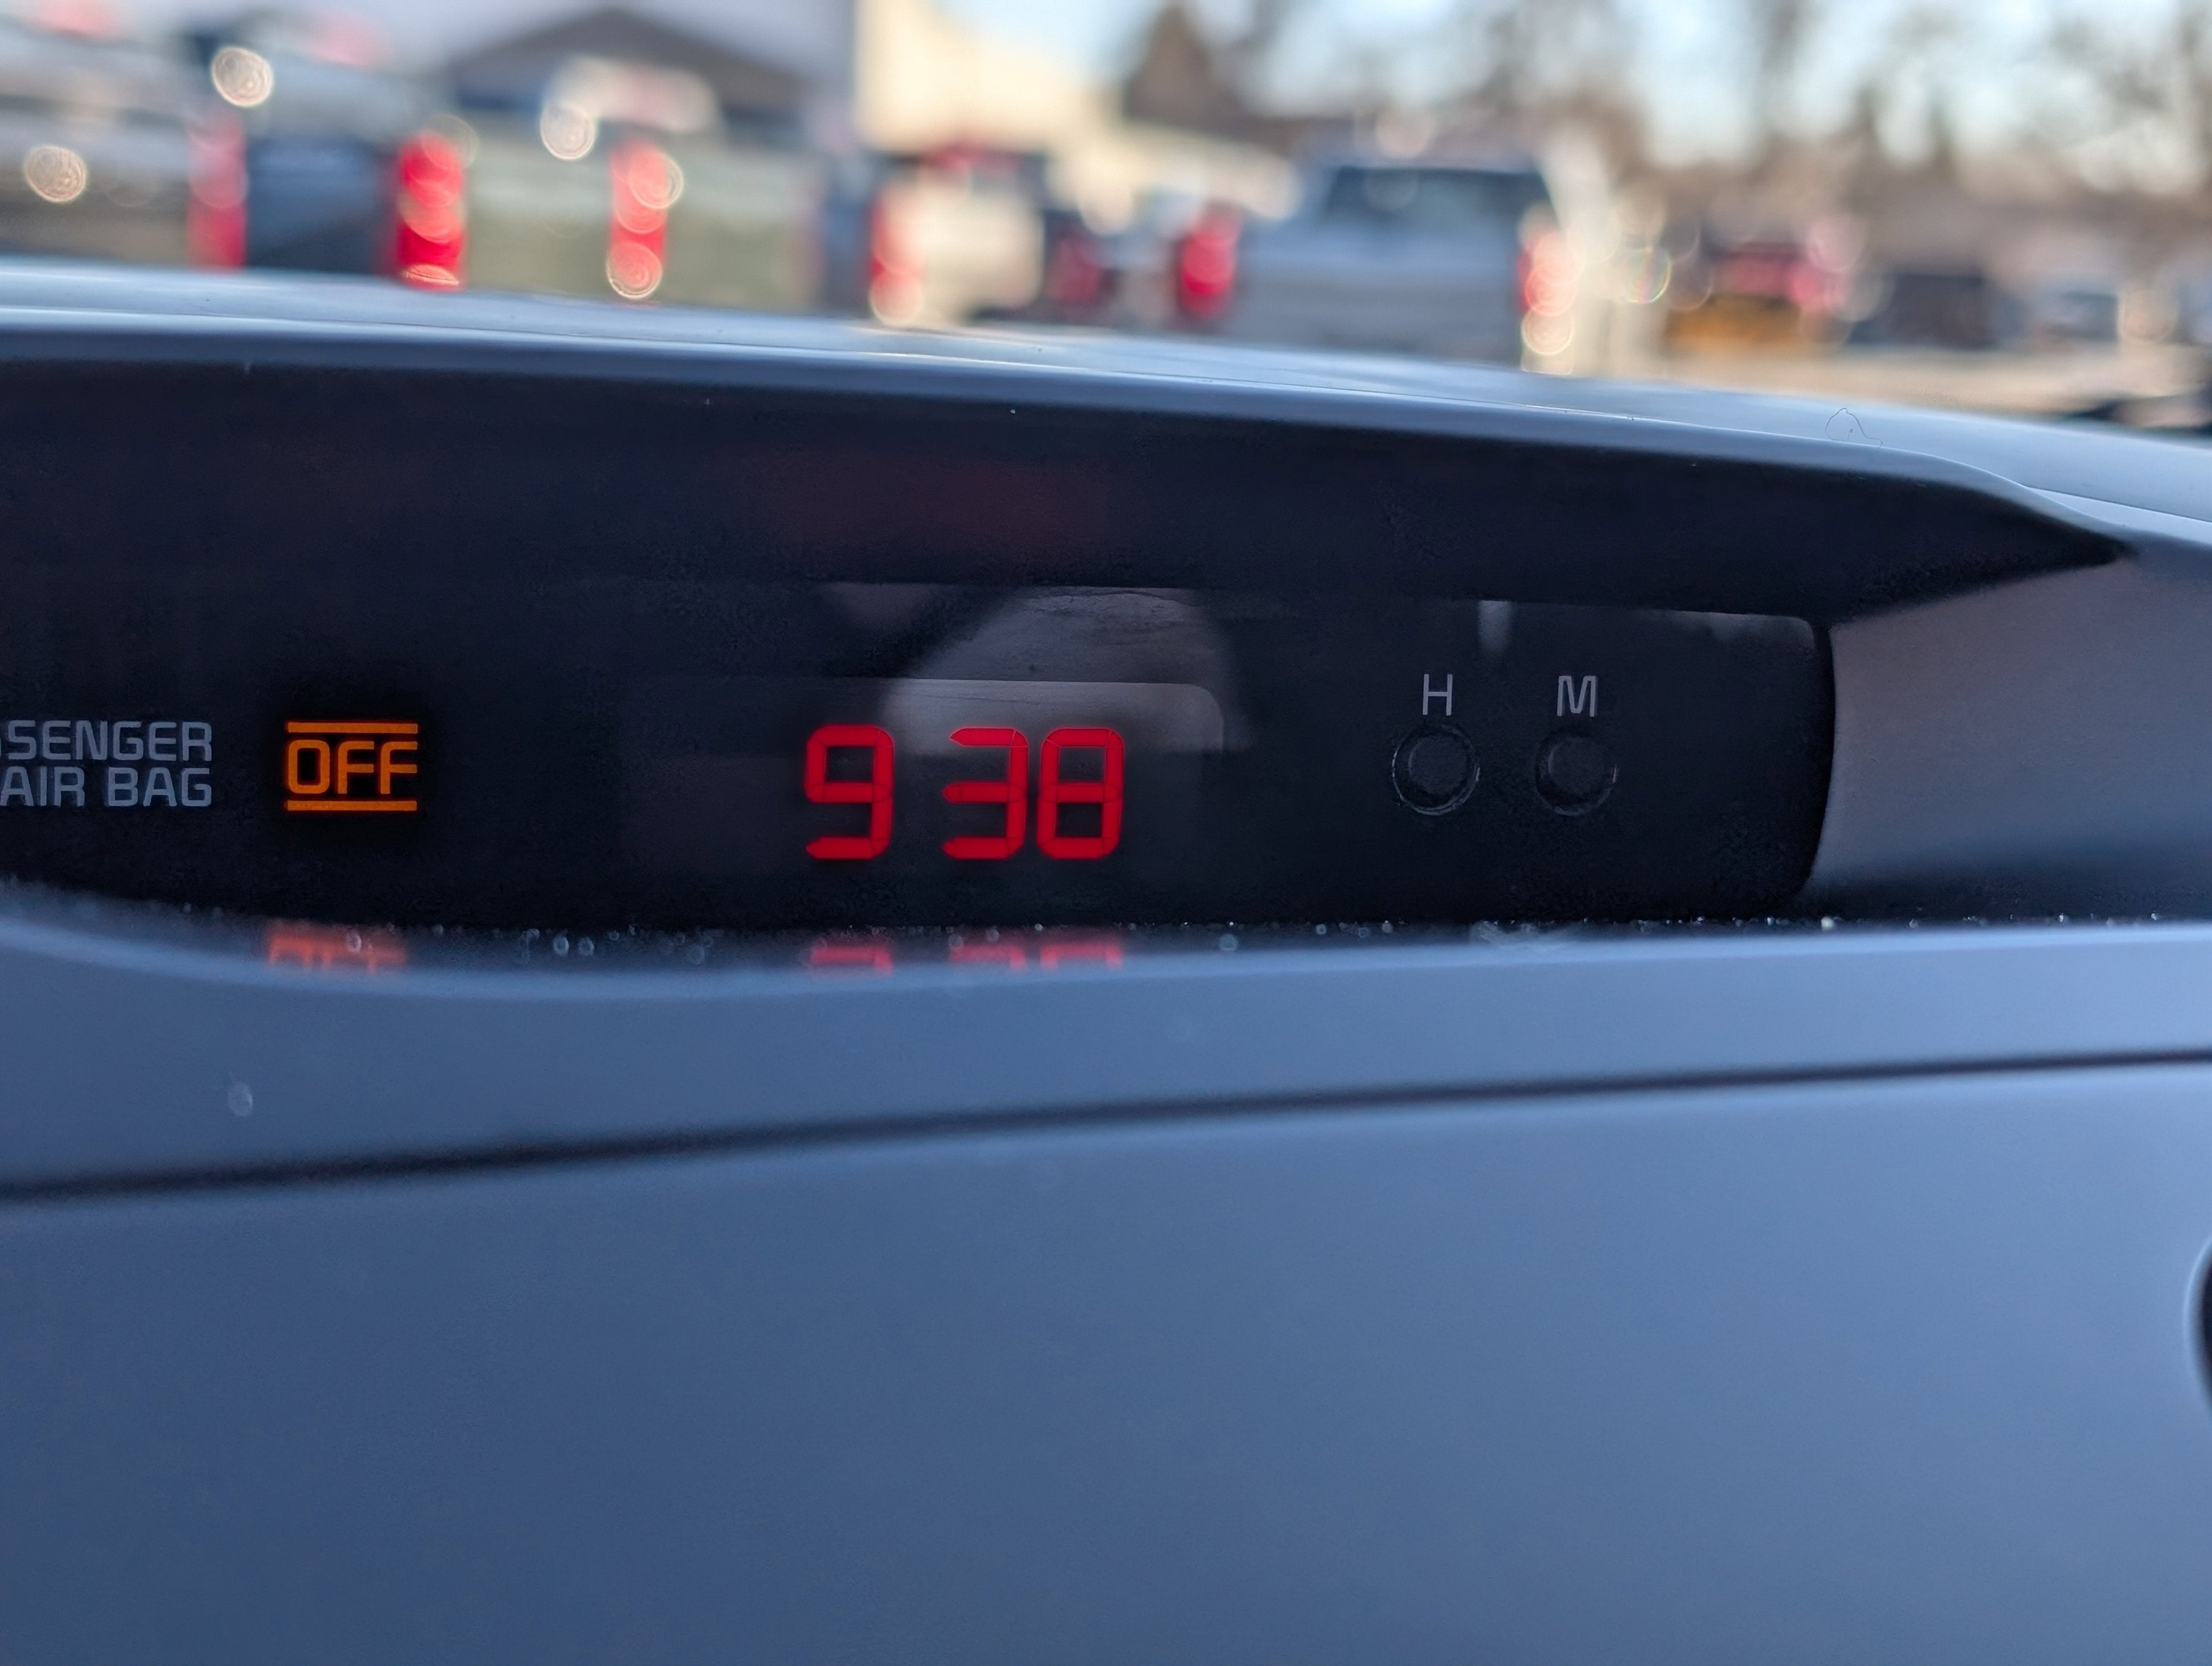 SENGER
AIR BAG
OFF
9 38
H M